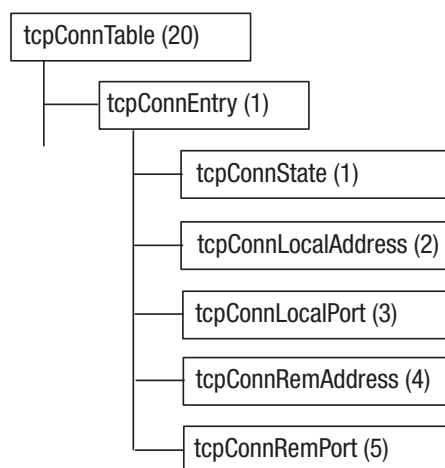 tcpConnTable (20)
tcpConnEntry (1)
tcpConnState (1)
tcpConnLocalAddress (2)
tcpConnLocalPort (3)
tcpConnRemAddress (4)
tcpConnRemPort (5)